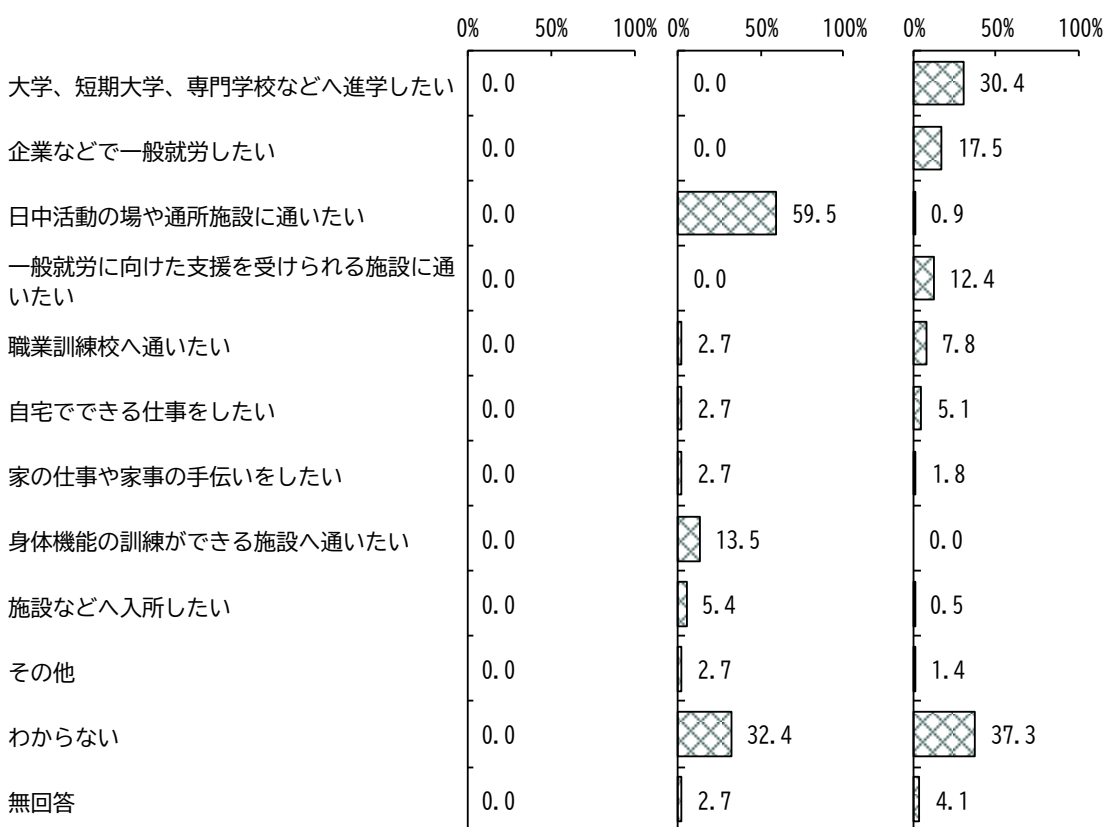 0% 50% 100% 0% 50% 100% 0% 50% 100%
大学、短期大学、専門学校などへ進学したい 0.0 0.0 30.4
企業などで一般就労したい 0.0 0.0 17.5
日中活動の場や通所施設に通いたい 0.0 59.5 0.9
一般就労に向けた支援を受けられる施設に通
いたい 0.0 0.0 12.4
職業訓練校へ通いたい 0.0 2.7 7.8
自宅でできる仕事をしたい 0.0 2.7 5.1
家の仕事や家事の手伝いをしたい 0.0 2.7 1.8
身体機能の訓練ができる施設へ通いたい 0.0 13.5 0.0
施設などへ入所したい 0.0 5.4 0.5
その他 0.0 2.7 1.4
わからない 0.0 32.4 37.3
無回答 0.0 2.7 4.1